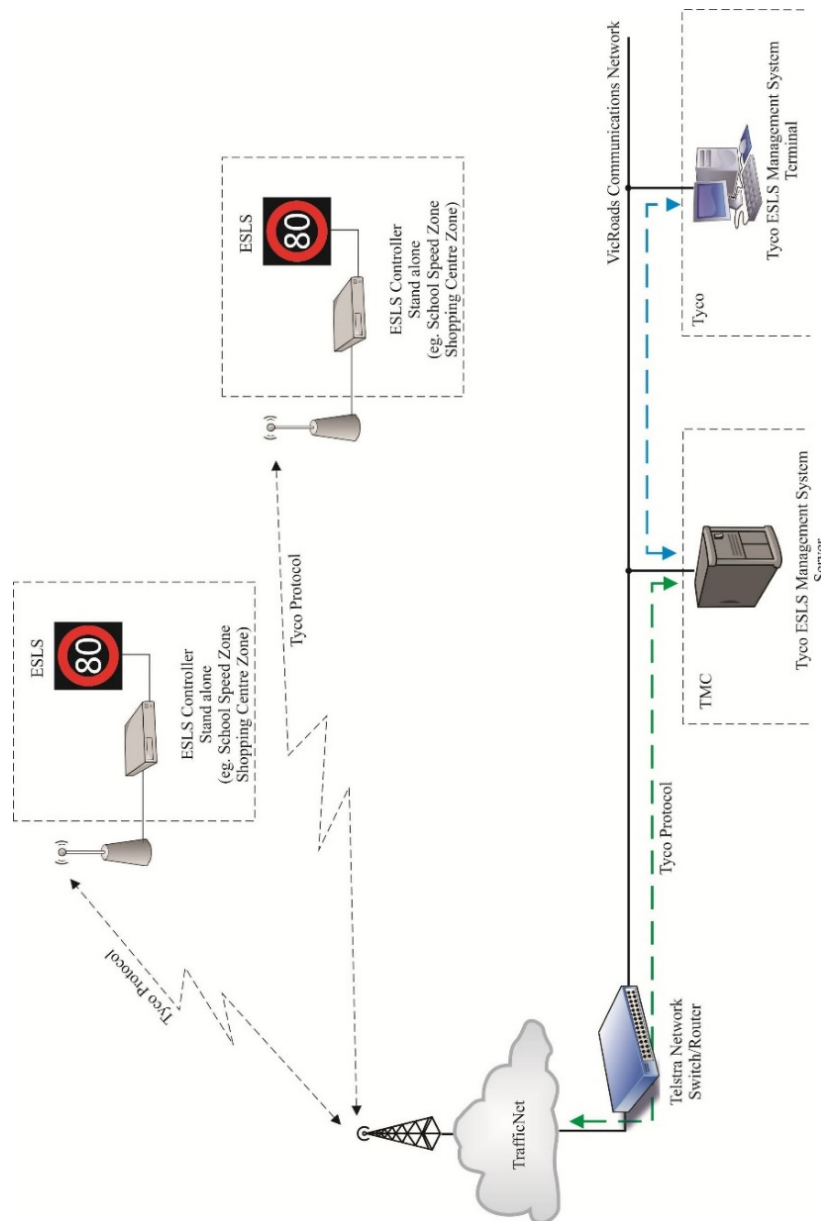 ESLS
80
ESLS Controller
Stand alone
(eg. School Speed Zone
Shopping Centre Zone)
ESLS
80
ESLS Controller
Stand alone
(eg. School Speed Zone
Shopping Centre Zone)
Tyco Protocol
Tyco Protocol
TrafficNet
Telstra Network
Switch/Router
Tyco Protocol
VicRoads Communications Network
TMC
Tyco ESLS Management System
Server
Tyco
Tyco ESLS Management System
Terminal